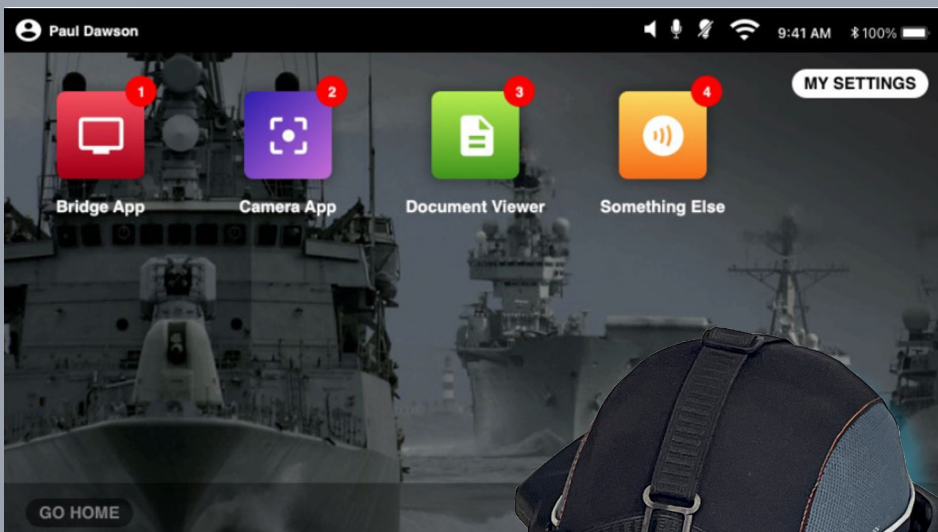 Paul Dawson
9:41 AM
100%
MY SETTINGS
1
2
3
4
Bridge App
Camera App
Document Viewer
Something Else
GO HOME